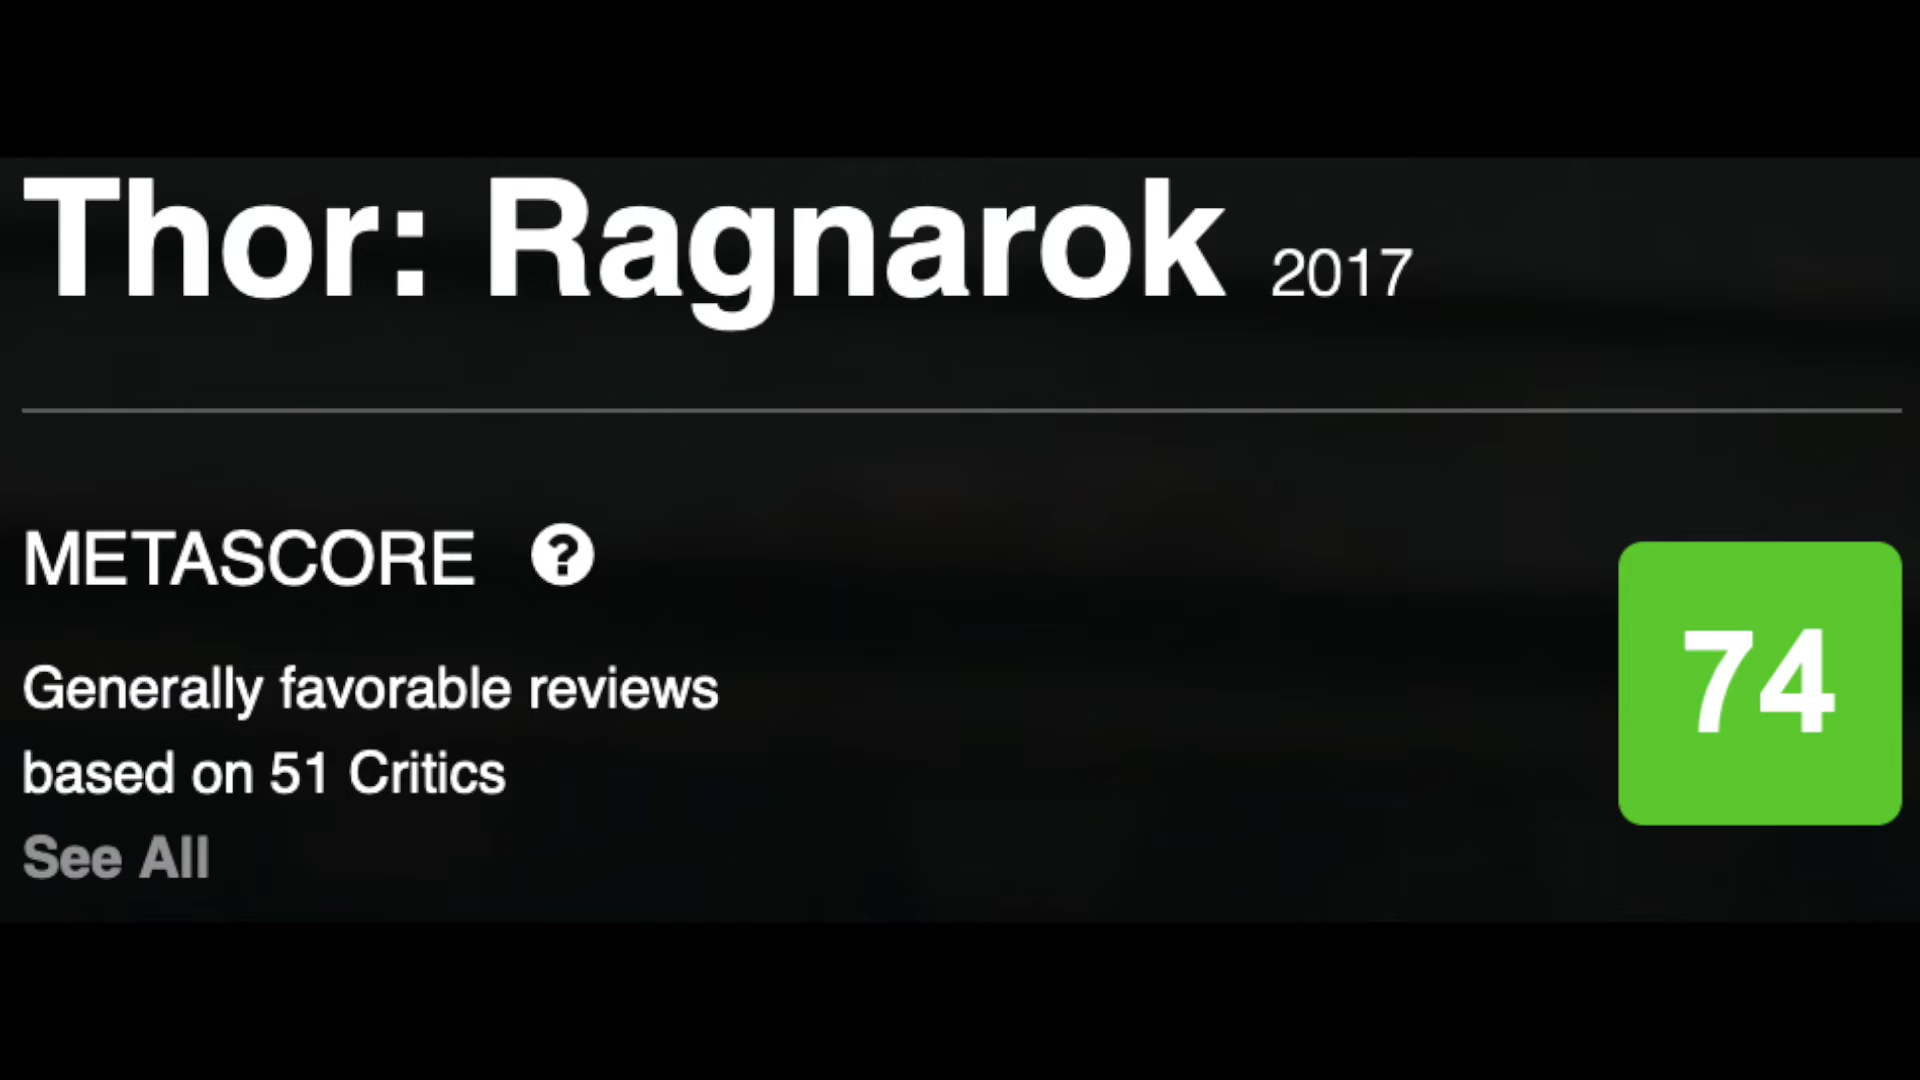 Thor: Ragnarok 2017
METASCORE ?
Generally favorable reviews
based on 51 Critics
74
See All